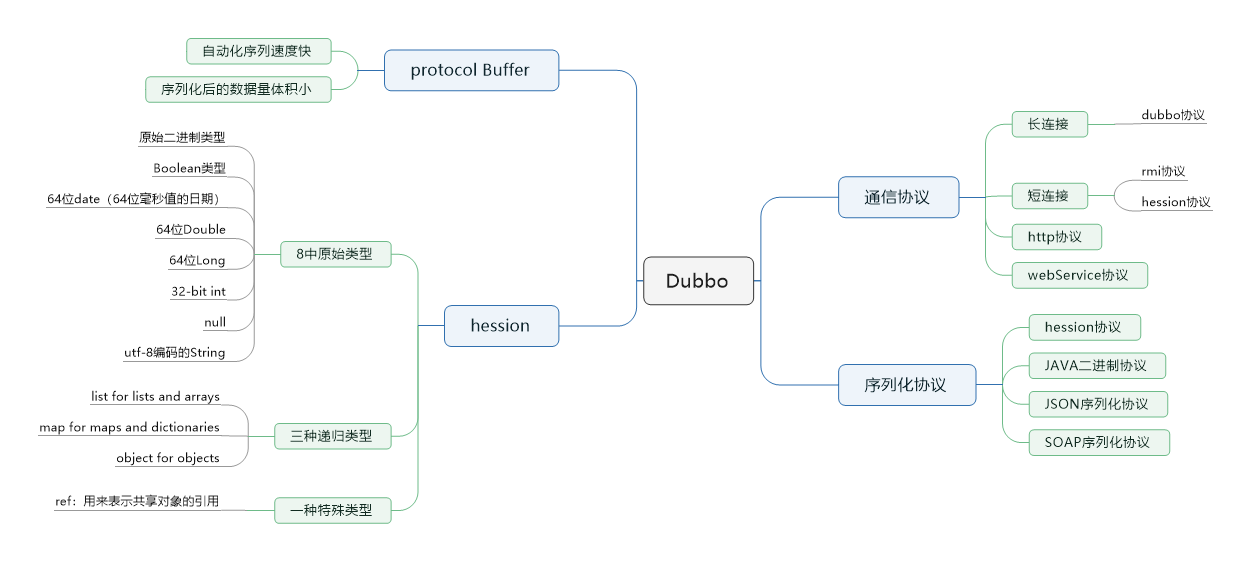 Dubbo
protocol Buffer
自动化序列速度快
序列化后的数据量体积小
hession
8中原始类型
原始二进制类型
Boolean类型
64位date（64位毫秒值的日期）
64位Double
64位Long
32-bit int
null
utf-8编码的String
三种递归类型
list for lists and arrays
map for maps and dictionaries
object for objects
一种特殊类型
ref：用来表示共享对象的引用
通信协议
长连接
dubbo协议
短连接
rmi协议
hession协议
http协议
webService协议
序列化协议
hession协议
JAVA二进制协议
JSON序列化协议
SOAP序列化协议